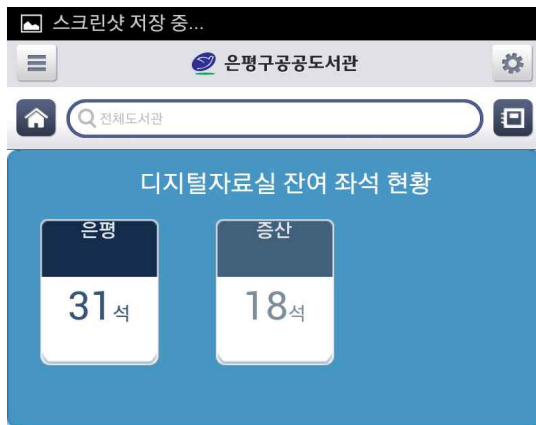 스크린샷 저장 중...
은평구공공도서관
전체도서관
디지털자료실 잔여 좌석 현황
은평 증산
31석 18석